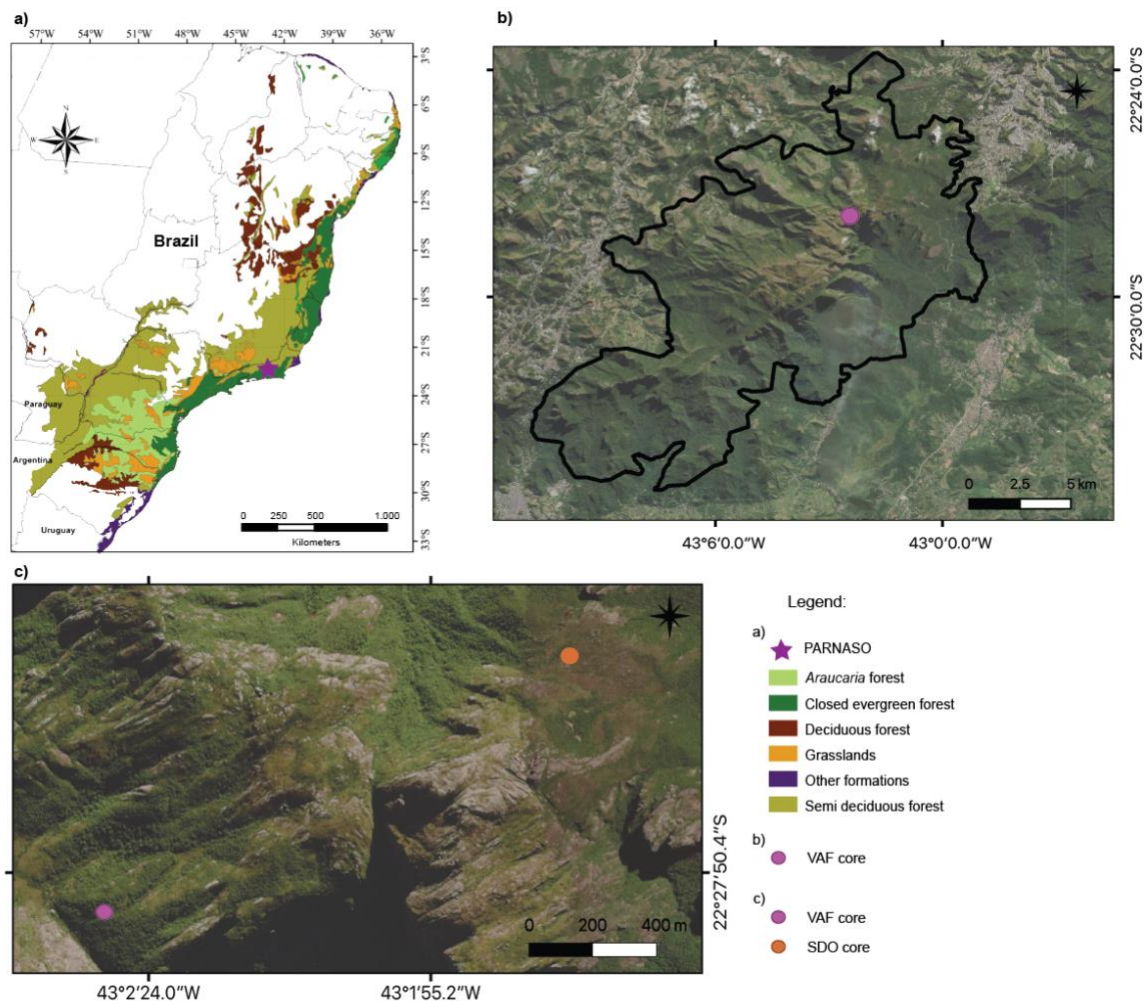 a)
57°W 54°W 51°W 48°W 45°W 42°W 39°W 36°W
3°S
6°S
9°S
12°S
15°S
18°S
21°S
24°S
27°S
30°S
33°S
N
W E
S
Brazil
Paraguay
Argentina
Uruguay
0 250 500 1.000
Kilometers
b)
22°24′0.0″S
22°30′0.0″S
0 2.5 5 km
43°6′0.0″W 43°0′0.0″W
c)
22°27′50.4″S
0 200 400 m
43°2′24.0″W 43°1′55.2″W
Legend:
a)
PARNASO
Araucaria forest
Closed evergreen forest
Deciduous forest
Grasslands
Other formations
Semi deciduous forest
b)
VAF core
c)
VAF core
SDO core